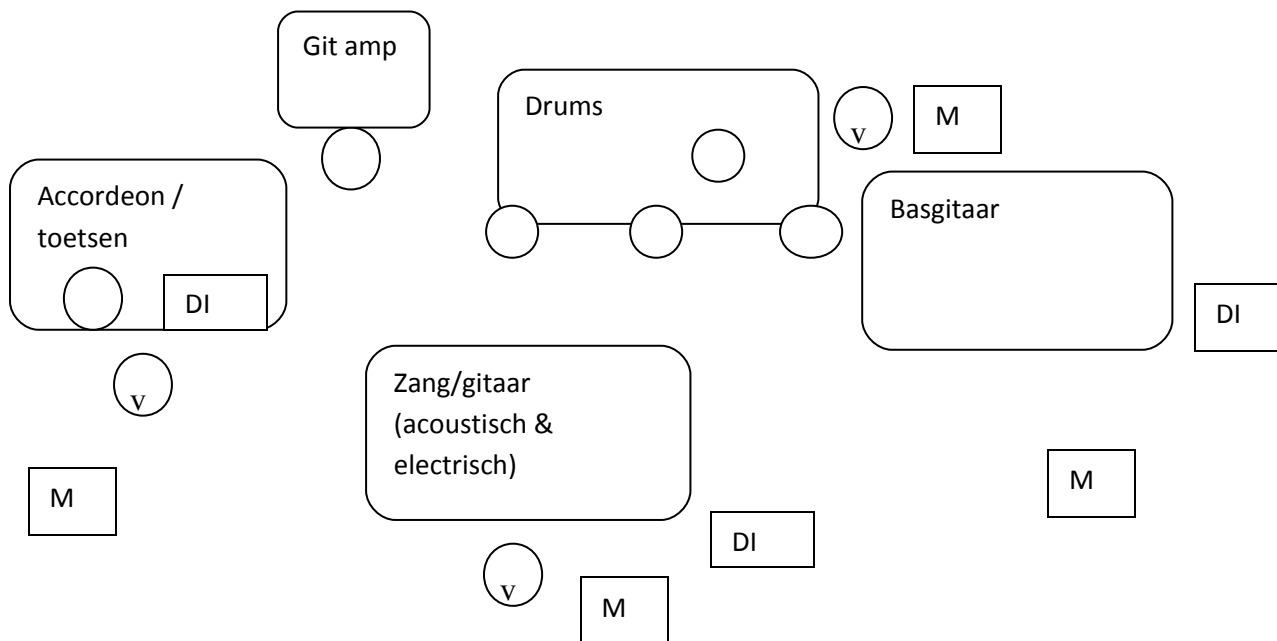 Git amp
Drums
v
M
Accordeon /
toetsen
Basgitaar
DI
DI
v
Zang/gitaar
(acoustisch &
electrisch)
M
M
DI
v
M